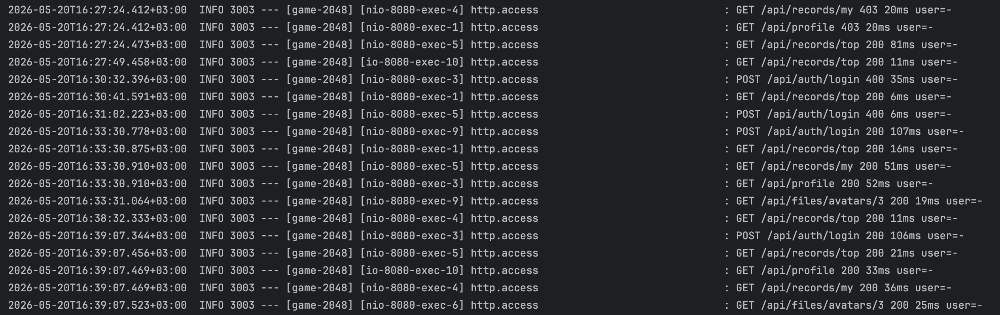 2026-05-20T16:27:24.412+03:00  INFO 3003 --- [game-2048] [nio-8080-exec-4] http.access                              : GET /api/records/my 403 20ms user=-
2026-05-20T16:27:24.412+03:00  INFO 3003 --- [game-2048] [nio-8080-exec-1] http.access                              : GET /api/profile 403 20ms user=-
2026-05-20T16:27:24.473+03:00  INFO 3003 --- [game-2048] [nio-8080-exec-5] http.access                              : GET /api/records/top 200 81ms user=-
2026-05-20T16:27:49.458+03:00  INFO 3003 --- [game-2048] [io-8080-exec-10] http.access                              : GET /api/records/top 200 11ms user=-
2026-05-20T16:30:32.396+03:00  INFO 3003 --- [game-2048] [nio-8080-exec-3] http.access                              : POST /api/auth/login 400 35ms user=-
2026-05-20T16:30:41.591+03:00  INFO 3003 --- [game-2048] [nio-8080-exec-1] http.access                              : GET /api/records/top 200 6ms user=-
2026-05-20T16:31:02.223+03:00  INFO 3003 --- [game-2048] [nio-8080-exec-5] http.access                              : POST /api/auth/login 400 6ms user=-
2026-05-20T16:33:30.778+03:00  INFO 3003 --- [game-2048] [nio-8080-exec-9] http.access                              : POST /api/auth/login 200 107ms user=-
2026-05-20T16:33:30.875+03:00  INFO 3003 --- [game-2048] [nio-8080-exec-1] http.access                              : GET /api/records/top 200 16ms user=-
2026-05-20T16:33:30.910+03:00  INFO 3003 --- [game-2048] [nio-8080-exec-5] http.access                              : GET /api/records/my 200 51ms user=-
2026-05-20T16:33:30.910+03:00  INFO 3003 --- [game-2048] [nio-8080-exec-3] http.access                              : GET /api/profile 200 52ms user=-
2026-05-20T16:33:31.064+03:00  INFO 3003 --- [game-2048] [nio-8080-exec-9] http.access                              : GET /api/files/avatars/3 200 19ms user=-
2026-05-20T16:38:32.333+03:00  INFO 3003 --- [game-2048] [nio-8080-exec-4] http.access                              : GET /api/records/top 200 11ms user=-
2026-05-20T16:39:07.344+03:00  INFO 3003 --- [game-2048] [nio-8080-exec-3] http.access                              : POST /api/auth/login 200 106ms user=-
2026-05-20T16:39:07.456+03:00  INFO 3003 --- [game-2048] [nio-8080-exec-5] http.access                              : GET /api/records/top 200 21ms user=-
2026-05-20T16:39:07.469+03:00  INFO 3003 --- [game-2048] [io-8080-exec-10] http.access                              : GET /api/profile 200 33ms user=-
2026-05-20T16:39:07.469+03:00  INFO 3003 --- [game-2048] [nio-8080-exec-4] http.access                              : GET /api/records/my 200 36ms user=-
2026-05-20T16:39:07.523+03:00  INFO 3003 --- [game-2048] [nio-8080-exec-6] http.access                              : GET /api/files/avatars/3 200 25ms user=-